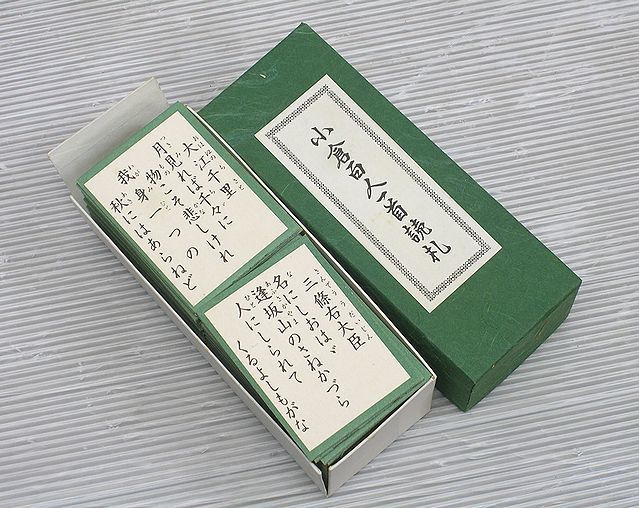 小倉百人一首読札
大江千里
月見れば千々に
物こそ悲しけれ
我身一つの
秋にはあらねど
三條右大臣
名にしおはゞ
逢坂山のさねかづら
人にしられて
くるよしもがな